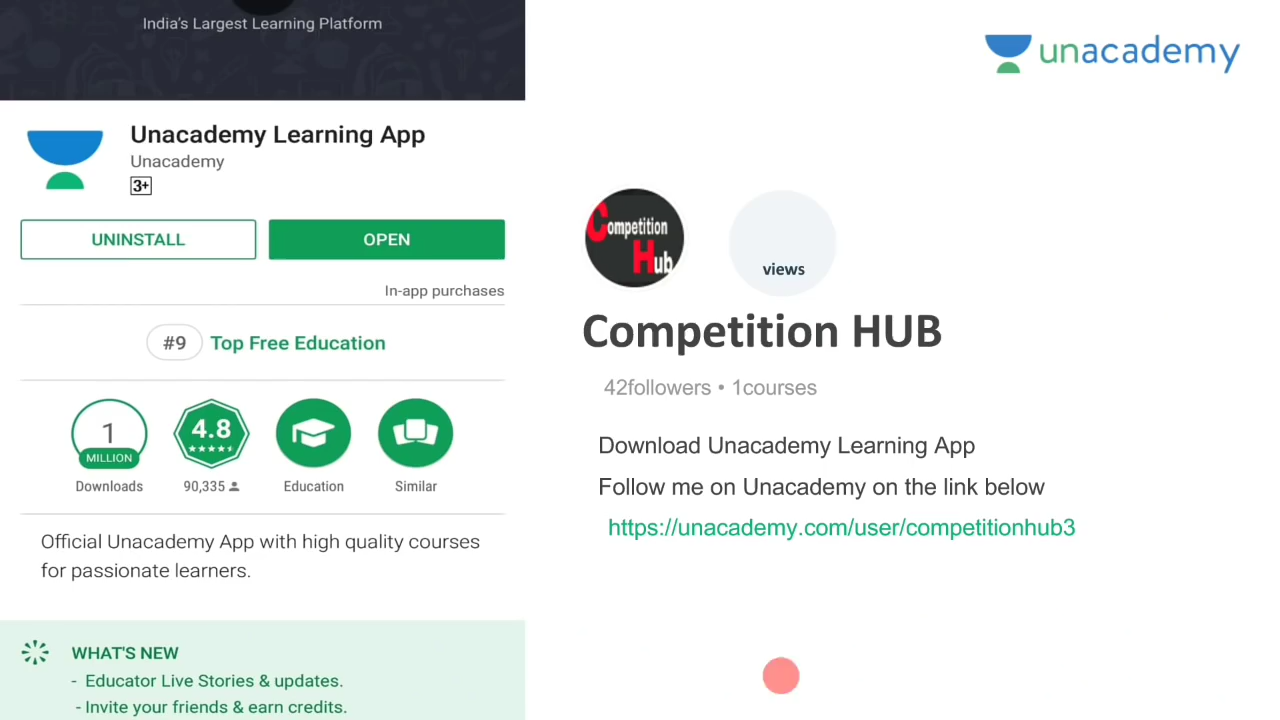 India's Largest Learning Platform
Unacademy Learning App
Unacademy
3+
UNINSTALL
OPEN
In-app purchases
#9 Top Free Education
1
MILLION
Downloads
4.8
90,335
Education
Similar
Official Unacademy App with high quality courses
for passionate learners.
WHAT'S NEW
- Educator Live Stories & updates.
- Invite your friends & earn credits.
unacademy
Competition
Hub
views
Competition HUB
42followers • 1courses
Download Unacademy Learning App
Follow me on Unacademy on the link below
https://unacademy.com/user/competitionhub3